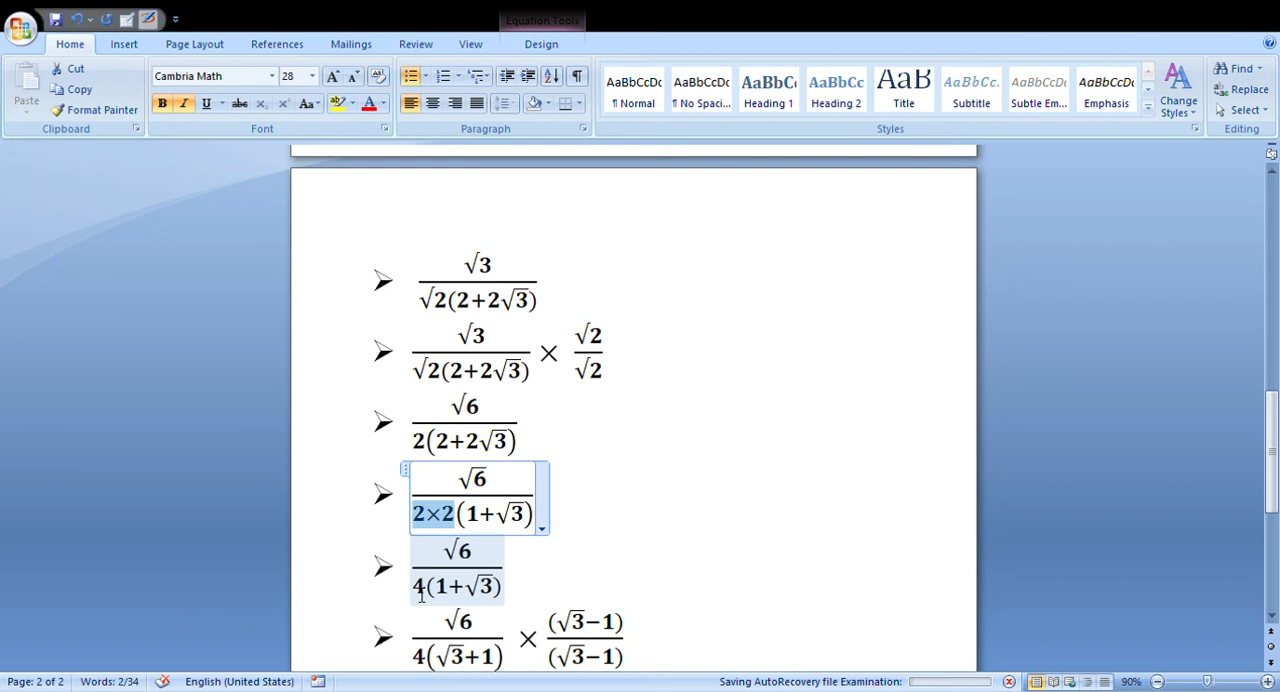 Equation Tools
Home Insert Page Layout References Mailings Review View Design
Paste Cut Copy Format Painter
Cambria Math 28
B I U abc x₂ x² Aa A
AaBbCcDc AaBbCcDc AaBbCc AaBbCc AaB AaBbCc. AaBbCcDc AaBbCcDc
¶ Normal ¶ No Spaci... Heading 1 Heading 2 Title Subtitle Subtle Em... Emphasis
Change Styles
Find Replace Select
Clipboard Font Paragraph Styles Editing
➢ √3 / √2(2+2√3)
➢ √3 / √2(2+2√3) × √2 / √2
➢ √6 / 2(2+2√3)
➢ √6 / 2×2(1+√3)
➢ √6 / 4(1+√3)
➢ √6 / 4(√3+1) × (√3−1) / (√3−1)
Page: 2 of 2 Words: 2/34 English (United States) Saving AutoRecovery file Examination: 90%